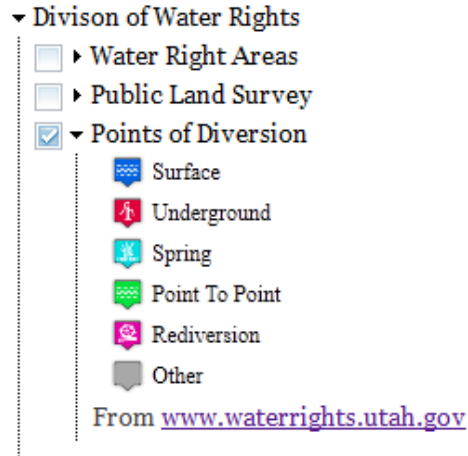 Divison of Water Rights
Water Right Areas
Public Land Survey
Points of Diversion
Surface
Underground
Spring
Point To Point
Rediversion
Other
From www.waterrights.utah.gov